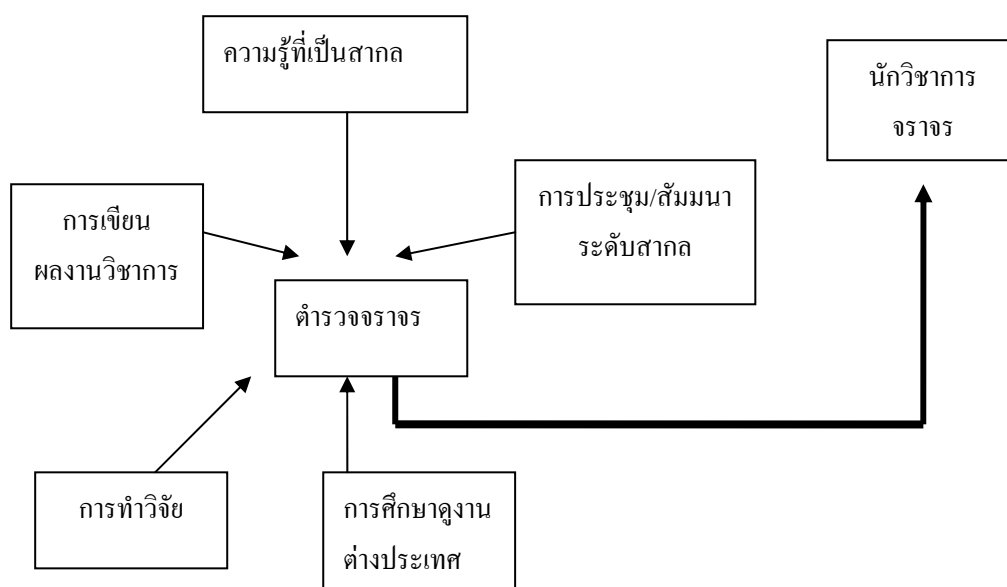 ความรู้ที่เป็นสากล
นักวิชาการ
จราจร
การประชุม/สัมมนา
ระดับสากล
การเขียน
ผลงานวิชาการ
ตำรวจจราจร
การทำวิจัย
การศึกษาดูงาน
ต่างประเทศ